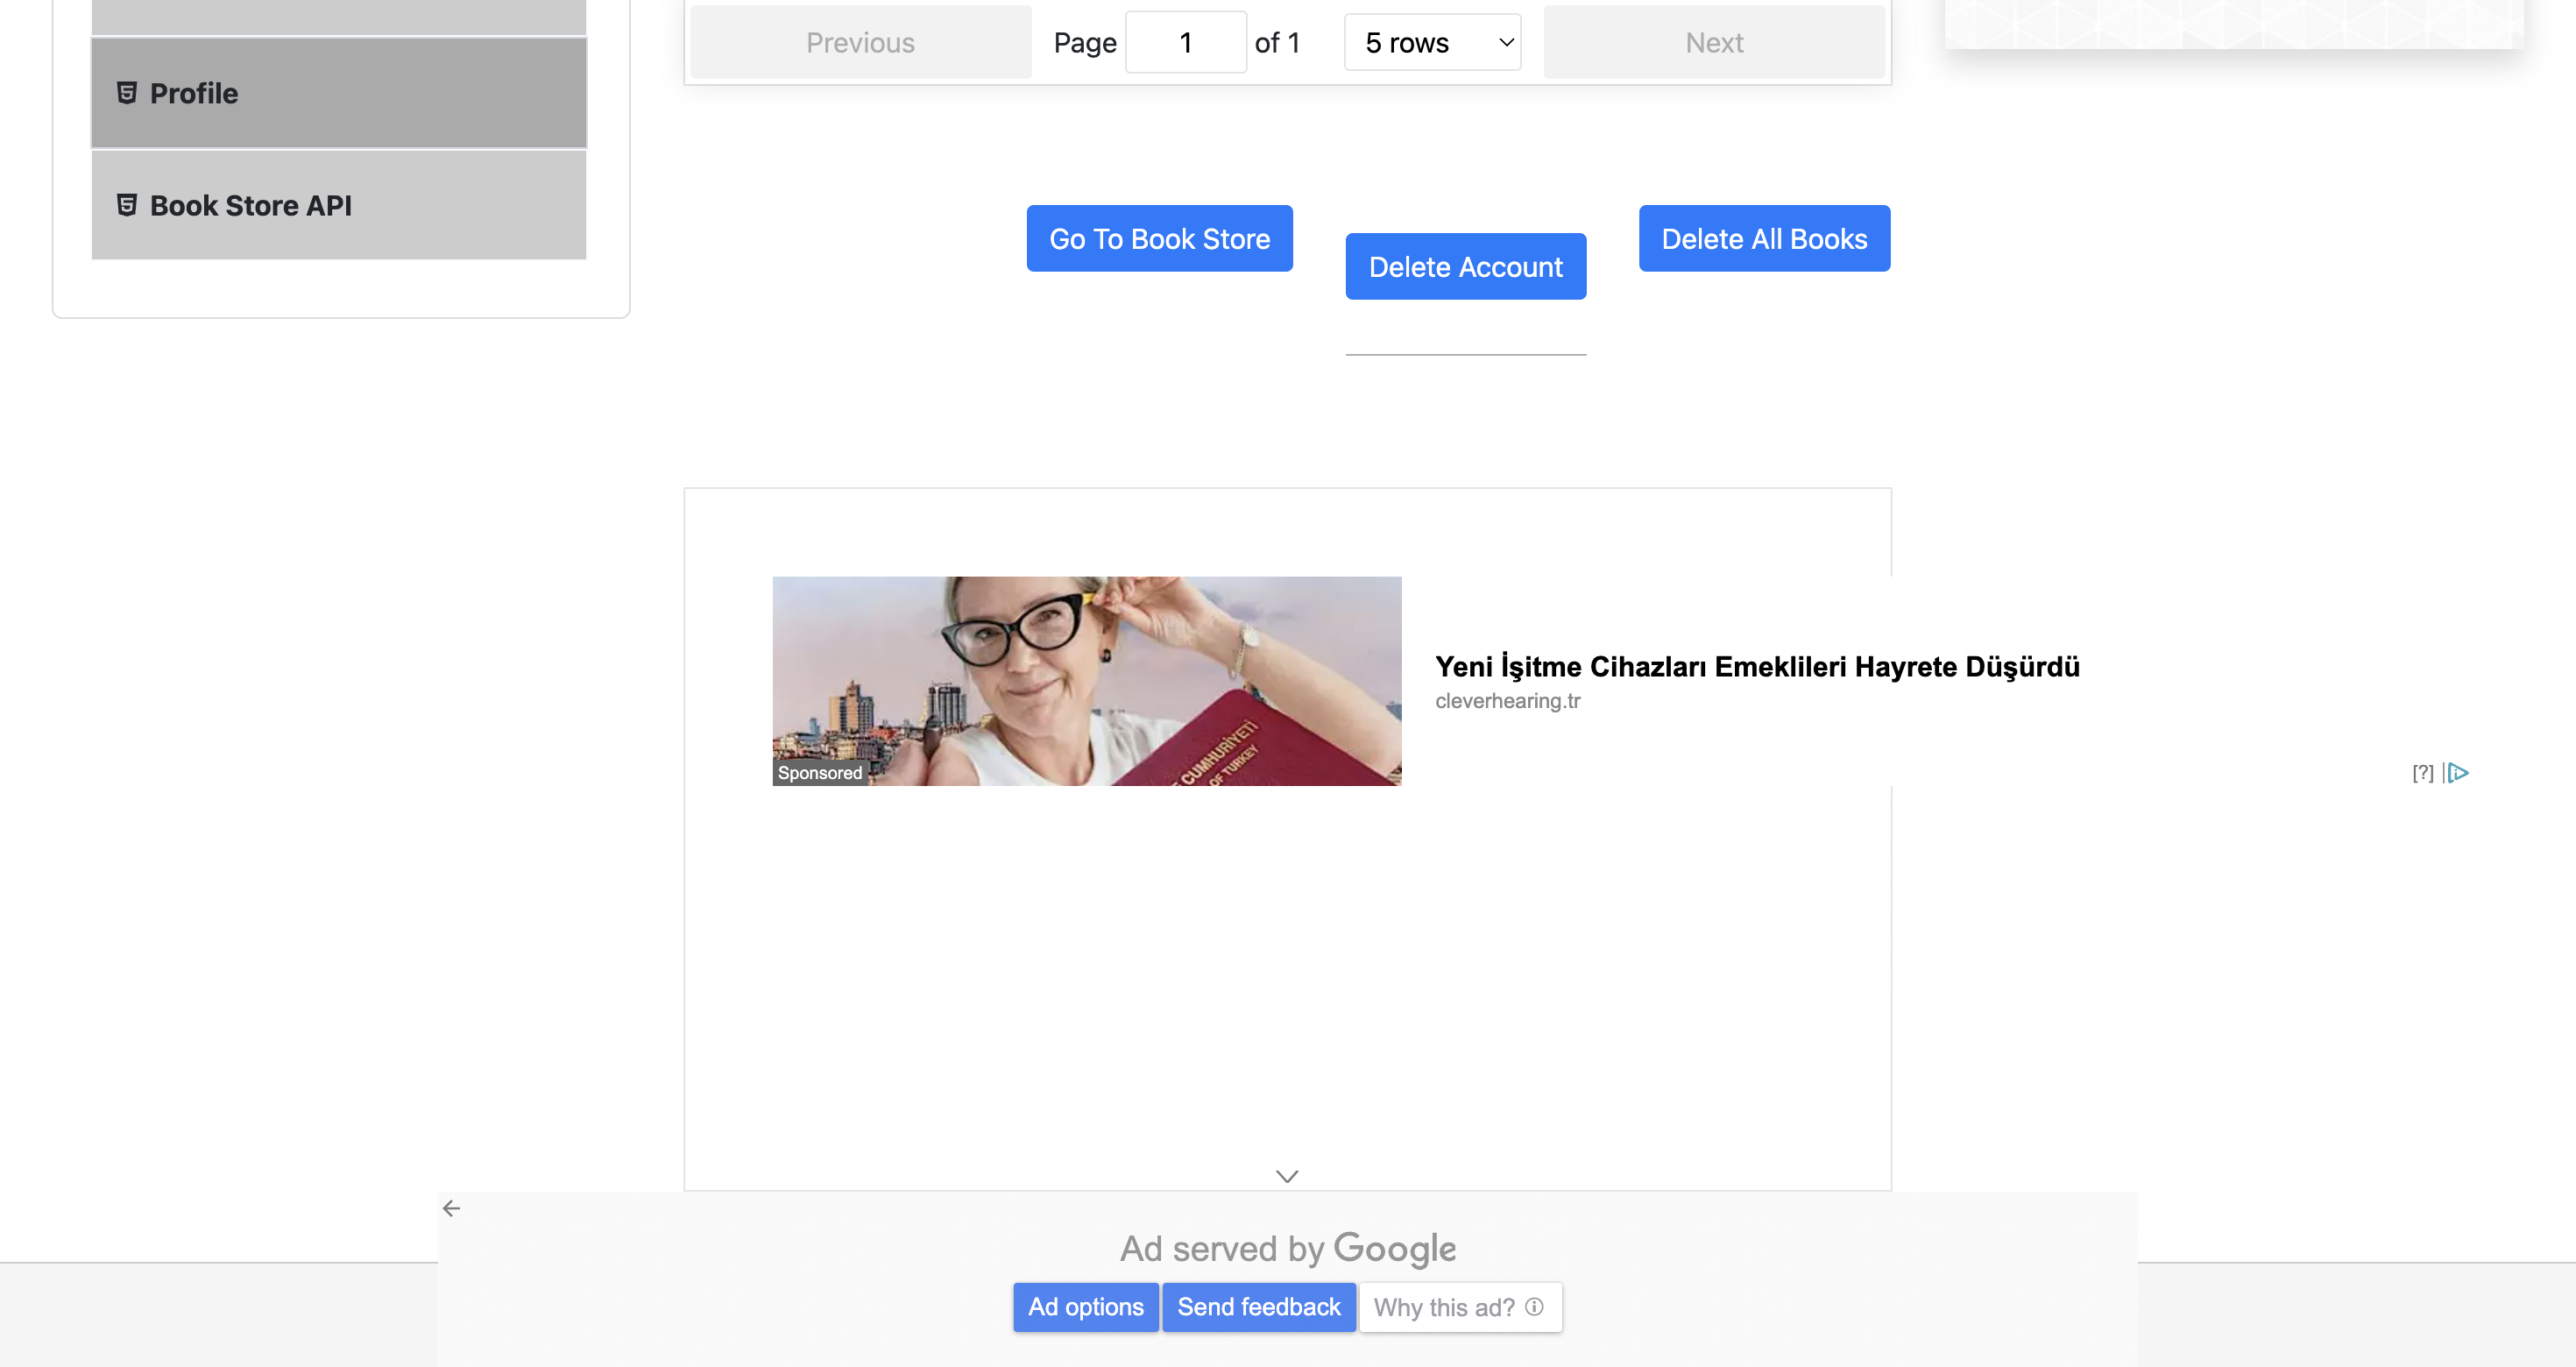 Previous Page 1 of 1 5 rows Next
Profile
Book Store API
Go To Book Store
Delete Account
Delete All Books
CUMHURİYETİ
OF TURKEY
Sponsored
Yeni İşitme Cihazları Emeklileri Hayrete Düşürdü
cleverhearing.tr
[?]
Ad served by Google
Ad options Send feedback Why this ad?